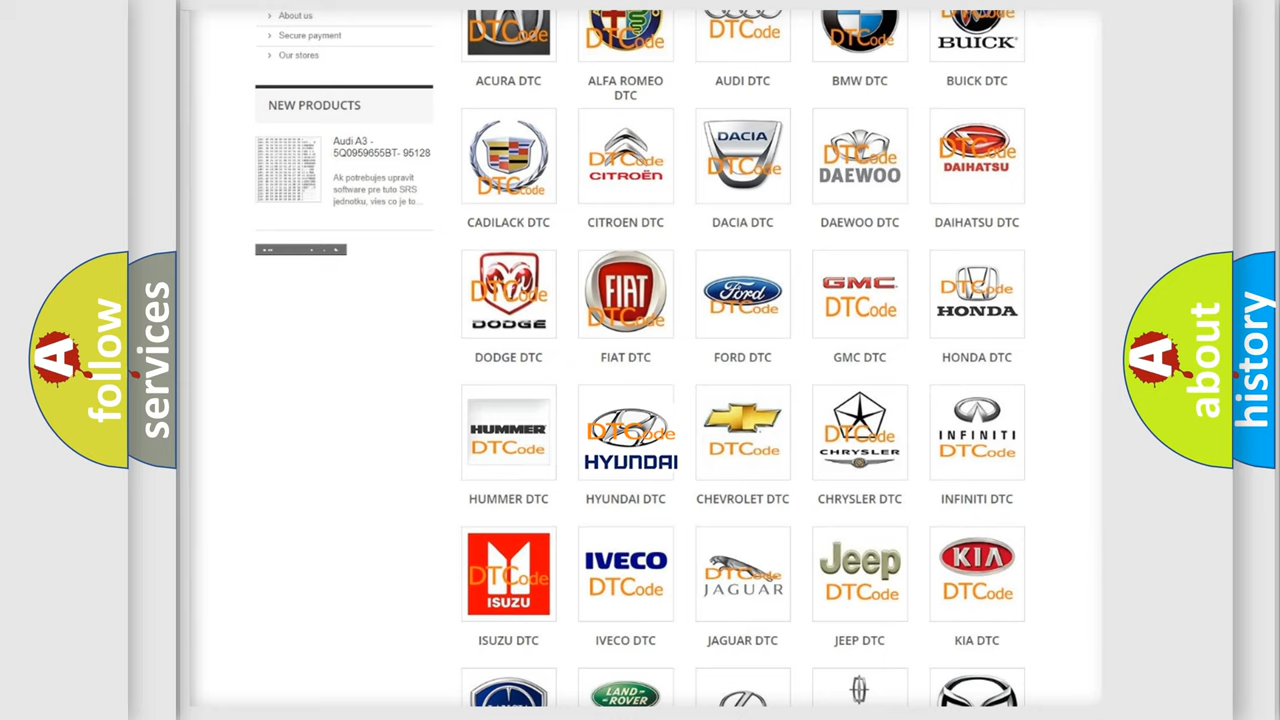 About us
Secure payment
Our stores
NEW PRODUCTS
Audi A3 -
5Q0959655BT- 95128
Ak potrebujes upravit
software pre tuto SRS
jednotku, vies co je to...
DTCode
DTCode
DTCode
DTCode
BUICK
ACURA DTC
ALFA ROMEO
DTC
AUDI DTC
BMW DTC
BUICK DTC
DTCode
DTCode
CITROËN
DACIA
DTCode
DTCode
DAEWOO
DTCode
DAIHATSU
CADILACK DTC
CITROEN DTC
DACIA DTC
DAEWOO DTC
DAIHATSU DTC
DTCode
DODGE
FIAT
DTCode
Ford
DTCode
GMC
DTCode
DTCode
HONDA
DODGE DTC
FIAT DTC
FORD DTC
GMC DTC
HONDA DTC
HUMMER
DTCode
DTCode
HYUNDAI
DTCode
DTCode
CHRYSLER
INFINITI
DTCode
HUMMER DTC
HYUNDAI DTC
CHEVROLET DTC
CHRYSLER DTC
INFINITI DTC
DTCode
ISUZU
IVECO
DTCode
DTCode
JAGUAR
Jeep
DTCode
KIA
DTCode
ISUZU DTC
IVECO DTC
JAGUAR DTC
JEEP DTC
KIA DTC
LAND-
ROVER
A
follow
services
A
about
history